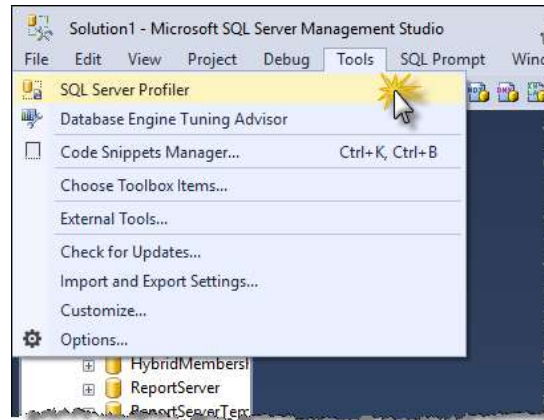 Solution1 - Microsoft SQL Server Management Studio
File Edit View Project Debug Tools SQL Prompt
SQL Server Profiler
Database Engine Tuning Advisor
Code Snippets Manager... Ctrl+K, Ctrl+B
Choose Toolbox Items...
External Tools...
Check for Updates...
Import and Export Settings...
Customize...
Options...
ReportServer